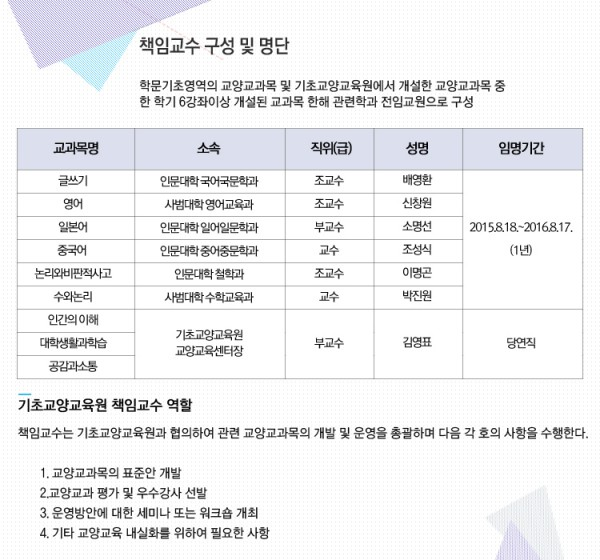 책임교수 구성 및 명단
학문기초영역의 교양교과목 및 기초교양교육원에서 개설한 교양교과목 중
한 학기 6강좌이상 개설된 교과목 한해 관련학과 전임교원으로 구성
교과목명 소속 직위(급) 성명 임명기간
글쓰기 인문대학 국어국문학과 조교수 배영환
영어 사범대학 영어교육과 조교수 신창원
일본어 인문대학 일어일문학과 부교수 소명선 2015.8.18.~2016.8.17.
중국어 인문대학 중어중문학과 교수 조성식 (1년)
논리와비판적사고 인문대학 철학과 조교수 이명곤
수와논리 사범대학 수학교육과 교수 박진원
인간의 이해
대학생활과학습 기초교양교육원 부교수 김영표 당연직
교양교육센터장
공감과소통
기초교양교육원 책임교수 역할
책임교수는 기초교양교육원과 협의하여 관련 교양교과목의 개발 및 운영을 총괄하며 다음 각 호의 사항을 수행한다.
1. 교양교과목의 표준안 개발
2.교양교과 평가 및 우수강사 선발
3. 운영방안에 대한 세미나 또는 워크숍 개최
4. 기타 교양교육 내실화를 위하여 필요한 사항